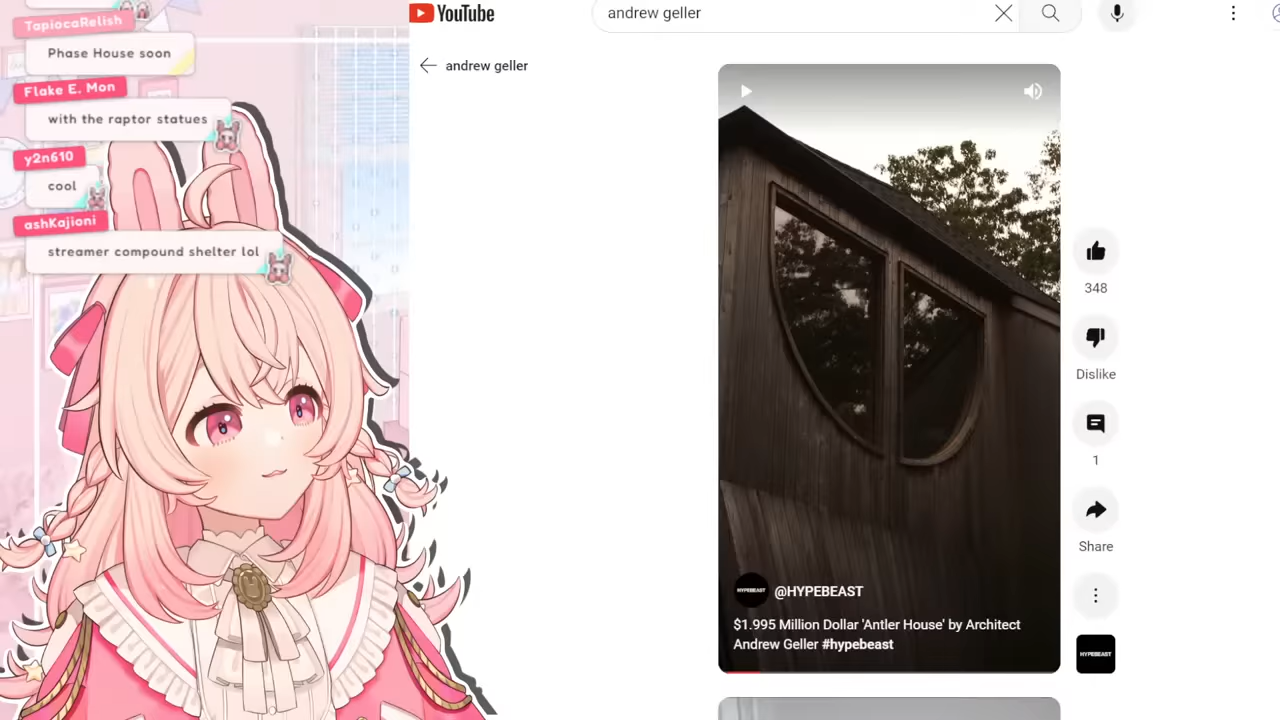 TapiocaRelish
Phase House soon
Flake E. Mon
with the raptor statues
y2n610
cool
ashKajioni
streamer compound shelter lol
YouTube
andrew geller
andrew geller
348
Dislike
1
Share
HYPEBEAST
@HYPEBEAST
$1.995 Million Dollar 'Antler House' by Architect
Andrew Geller #hypebeast
HYPEBEAST